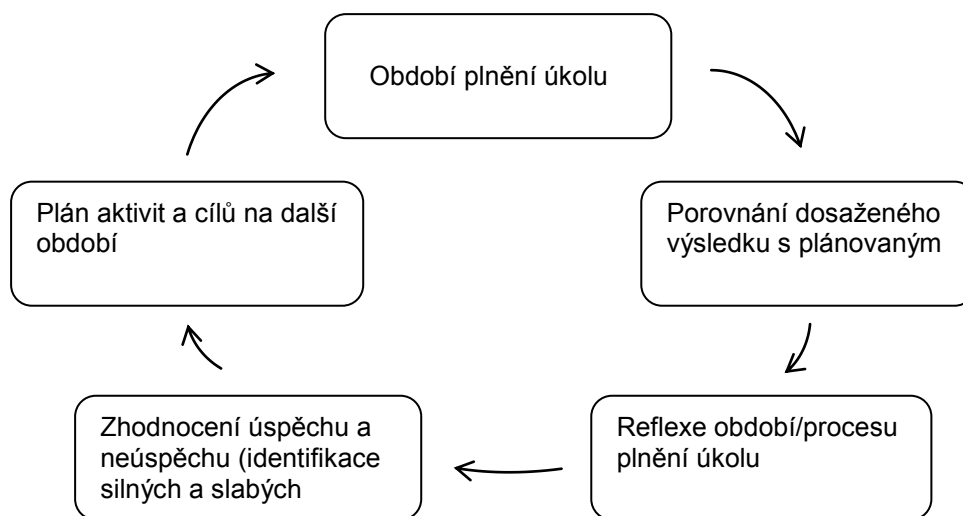 Období plnění úkolu
Plán aktivit a cílů na další
období
Porovnání dosaženého
výsledku s plánovaným
Zhodnocení úspěchu a
neúspěchu (identifikace
silných a slabých
Reflexe období/procesu
plnění úkolu